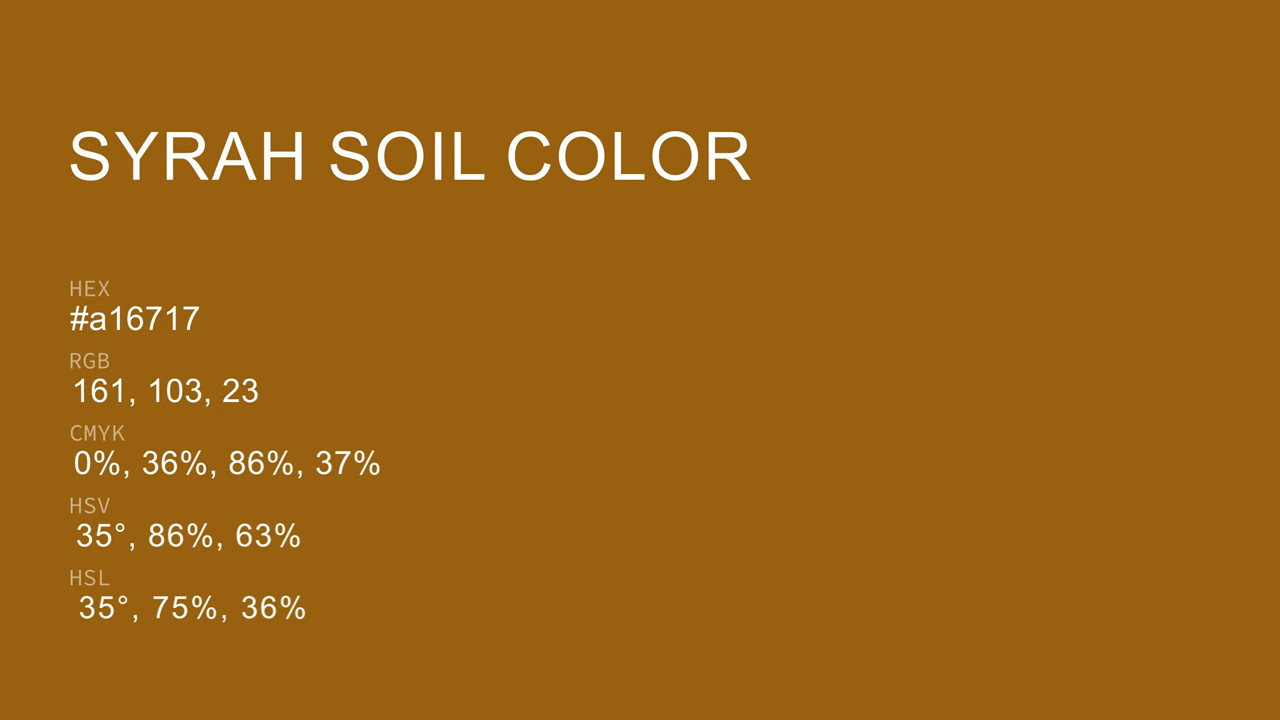 SYRAH SOIL COLOR
HEX
#a16717
RGB
161, 103, 23
CMYK
0%, 36%, 86%, 37%
HSV
35°, 86%, 63%
HSL
35°, 75%, 36%